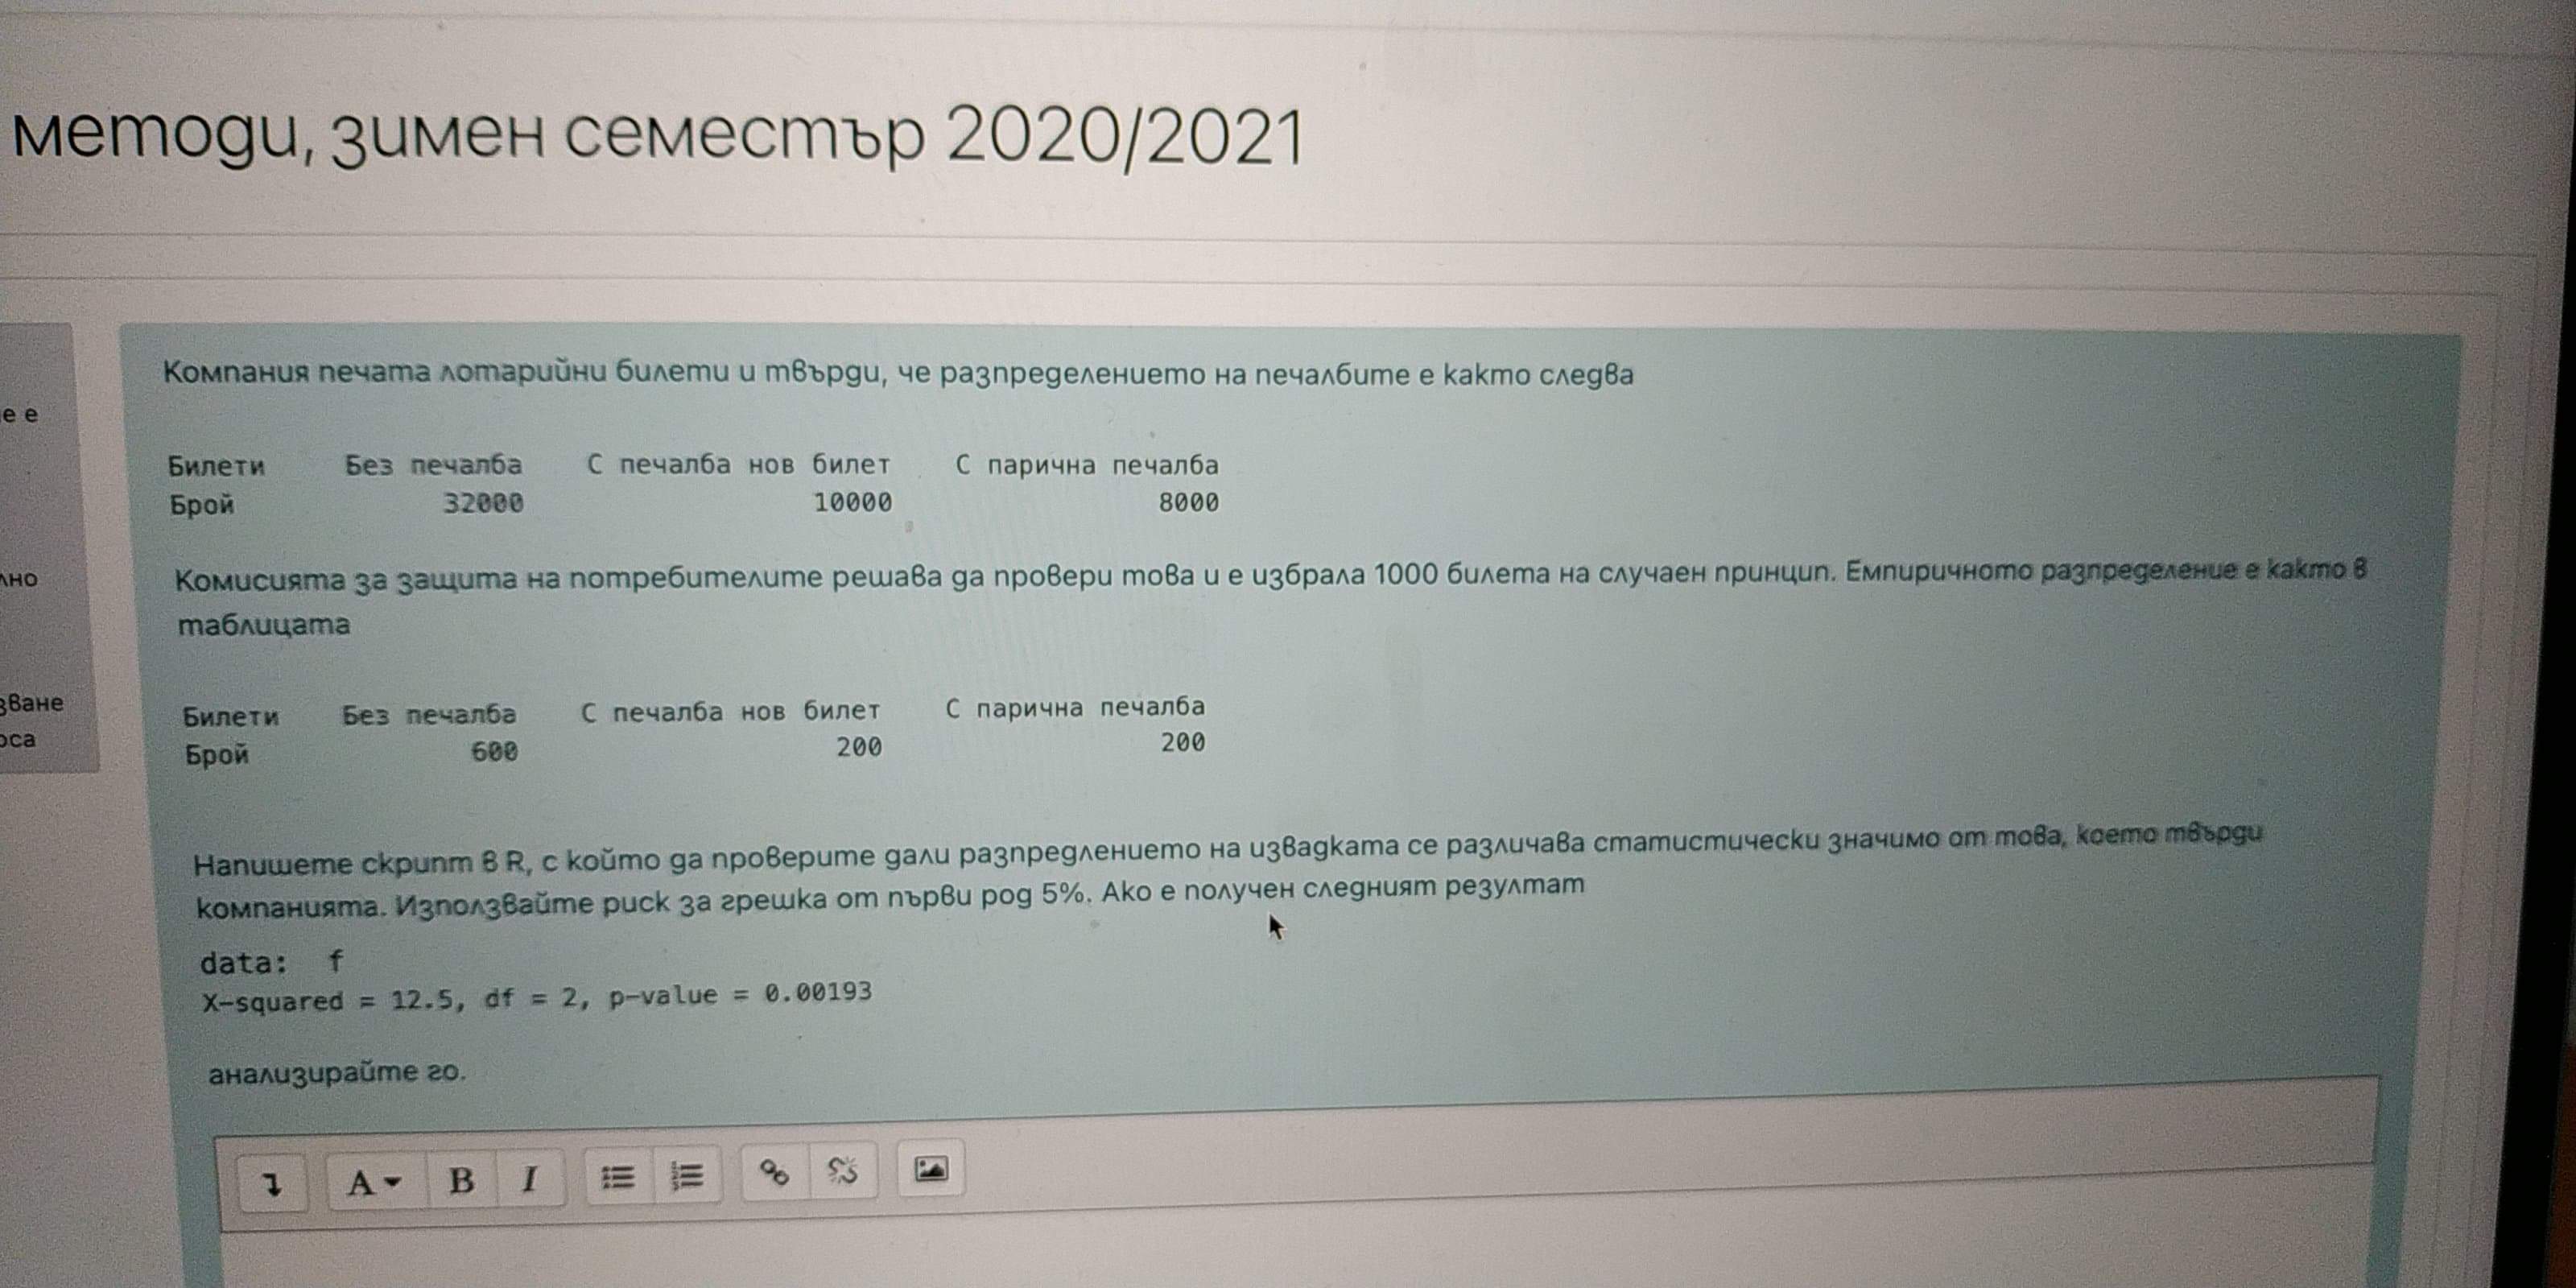 методи, зимен семестър 2020/2021
Компания печата лотарийни билети и твърди, че разпределението на печалбите е както следва
Билети Без печалба С печалба нов билет С парична печалба
Брой 32000 10000 8000
Комисията за защита на потребителите решава да провери това и е избрала 1000 билета на случаен принцип. Емпиричното разпределение е както в
таблицата
Билети Без печалба С печалба нов билет С парична печалба
Брой 600 200 200
Напишете скрипт в R, с който да проверите дали разпредлението на извадката се различава статистически значимо от това, което твърди
компанията. Използвайте риск за грешка от първи род 5%. Ако е получен следният резултат
data: f
X-squared = 12.5, df = 2, p-value = 0.00193
анализирайте го.
A B I